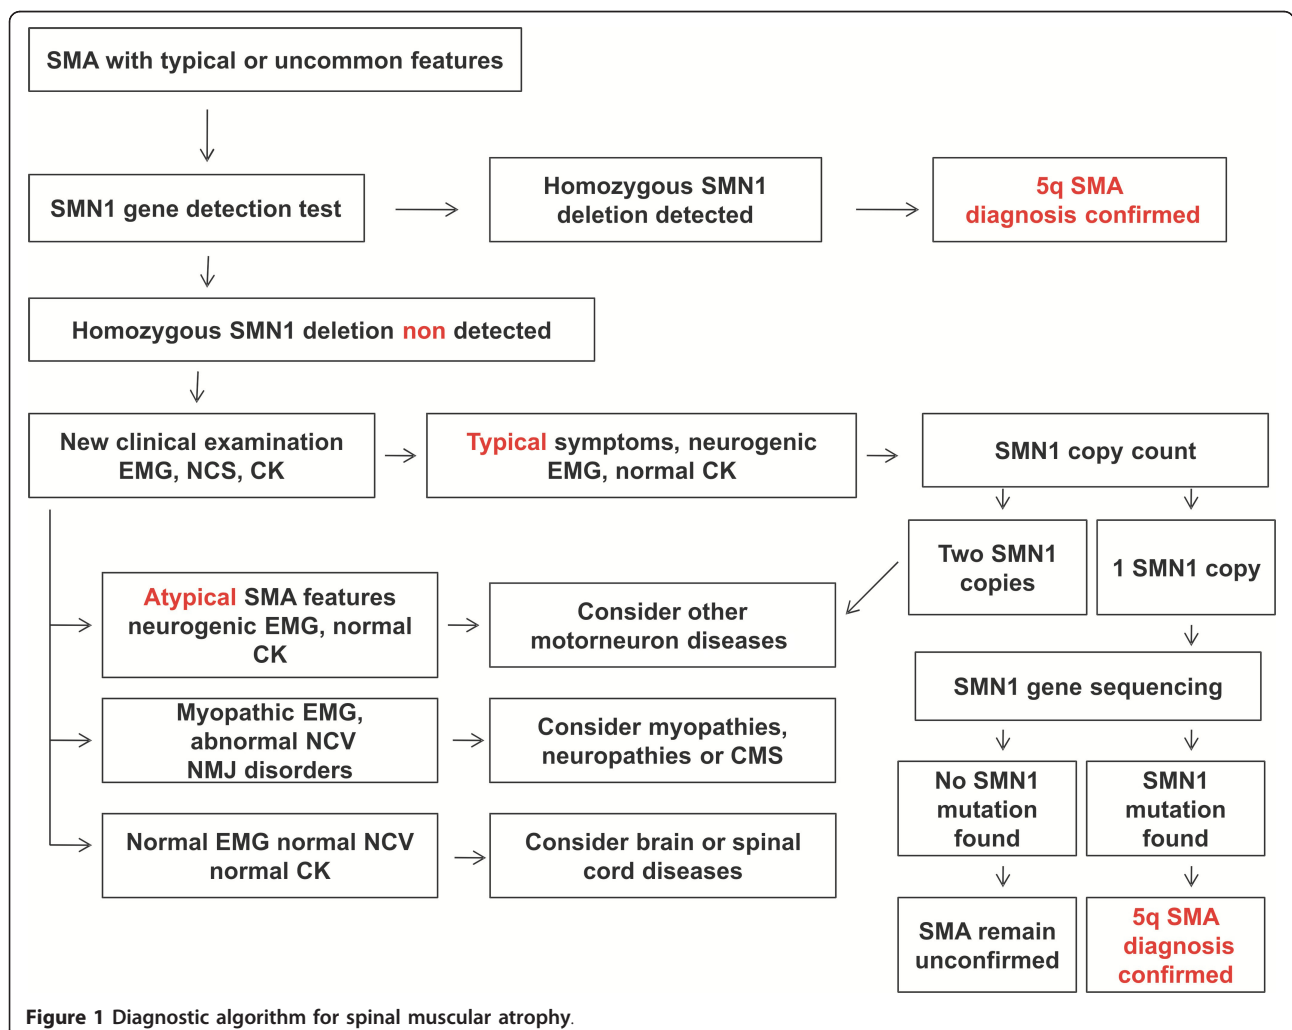 SMA with typical or uncommon features
SMN1 gene detection test
Homozygous SMN1
deletion detected
5q SMA
diagnosis confirmed
Homozygous SMN1 deletion non detected
New clinical examination
EMG, NCS, CK
Typical symptoms, neurogenic
EMG, normal CK
SMN1 copy count
Two SMN1
copies
1 SMN1 copy
Atypical SMA features
neurogenic EMG, normal
CK
Consider other
motorneuron diseases
SMN1 gene sequencing
Myopathic EMG,
abnormal NCV
NMJ disorders
Consider myopathies,
neuropathies or CMS
No SMN1
mutation
found
SMN1
mutation
found
Normal EMG normal NCV
normal CK
Consider brain or spinal
cord diseases
SMA remain
unconfirmed
5q SMA
diagnosis
confirmed
Figure 1 Diagnostic algorithm for spinal muscular atrophy.